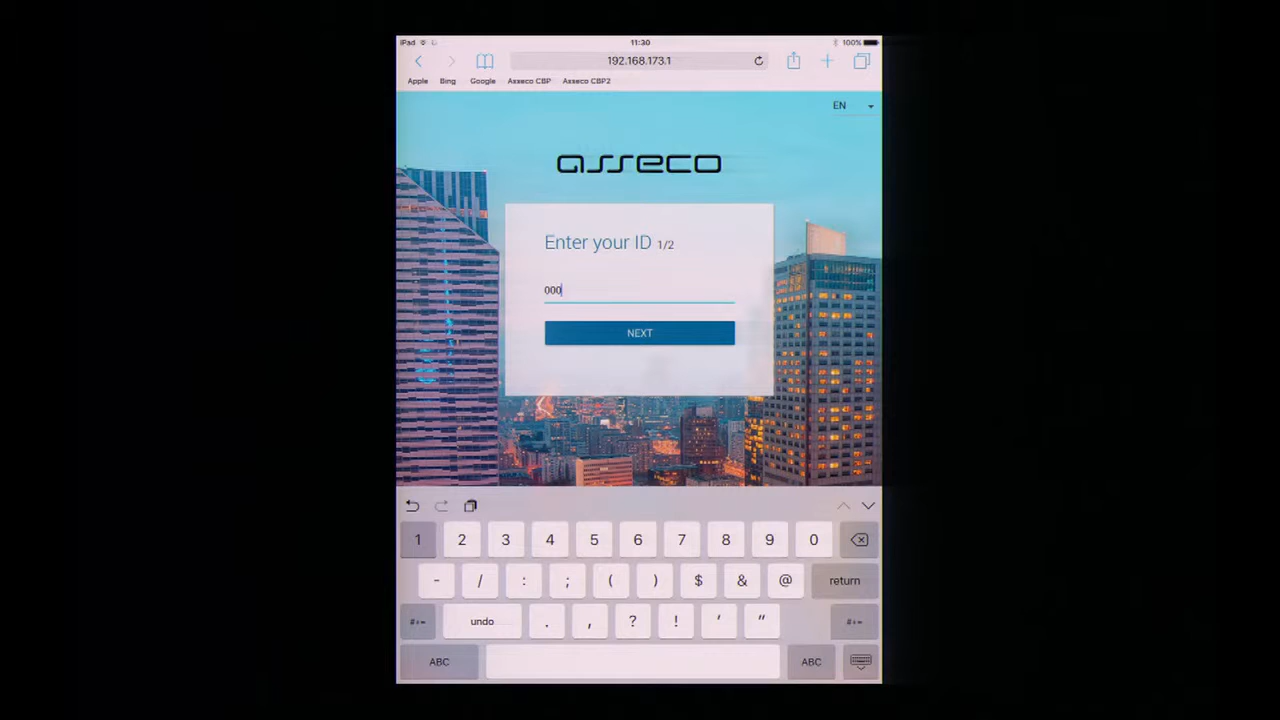 iPad 11:30 100%
192.168.173.1
Apple Bing Google Asseco CBP Asseco CBP2
EN
asseco
Enter your ID 1/2
000
NEXT
1 2 3 4 5 6 7 8 9 0
- / : ; ( ) $ & @ return
#+= undo . , ? ! ' " #+=
ABC ABC